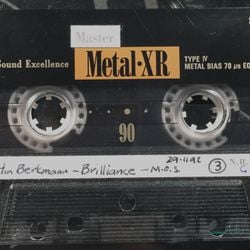 Master
Sound Excellence
Metal-XR
TYPE IV
METAL BIAS 70 µs EQ
90
29.11.92
tin Berkmann - Brilliance - M.O.S.
3
N.R.